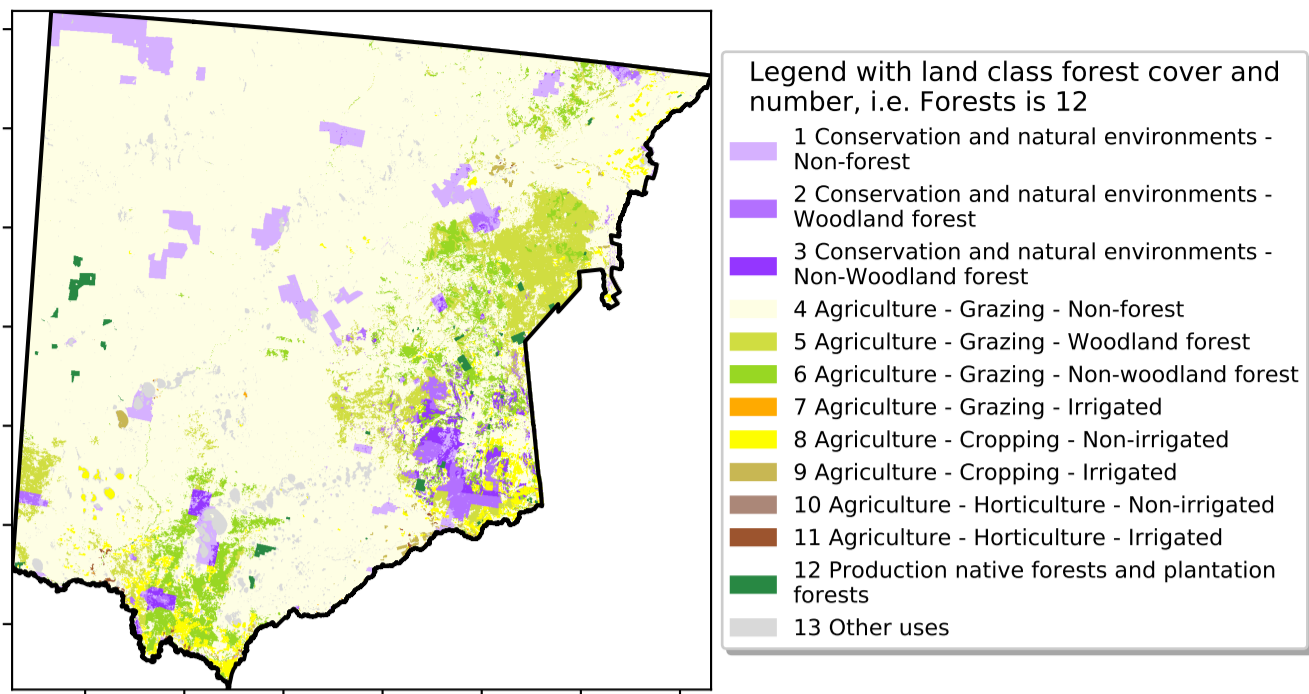 Legend with land class forest cover and
number, i.e. Forests is 12
1 Conservation and natural environments -
Non-forest
2 Conservation and natural environments -
Woodland forest
3 Conservation and natural environments -
Non-Woodland forest
4 Agriculture - Grazing - Non-forest
5 Agriculture - Grazing - Woodland forest
6 Agriculture - Grazing - Non-woodland forest
7 Agriculture - Grazing - Irrigated
8 Agriculture - Cropping - Non-irrigated
9 Agriculture - Cropping - Irrigated
10 Agriculture - Horticulture - Non-irrigated
11 Agriculture - Horticulture - Irrigated
12 Production native forests and plantation
forests
13 Other uses